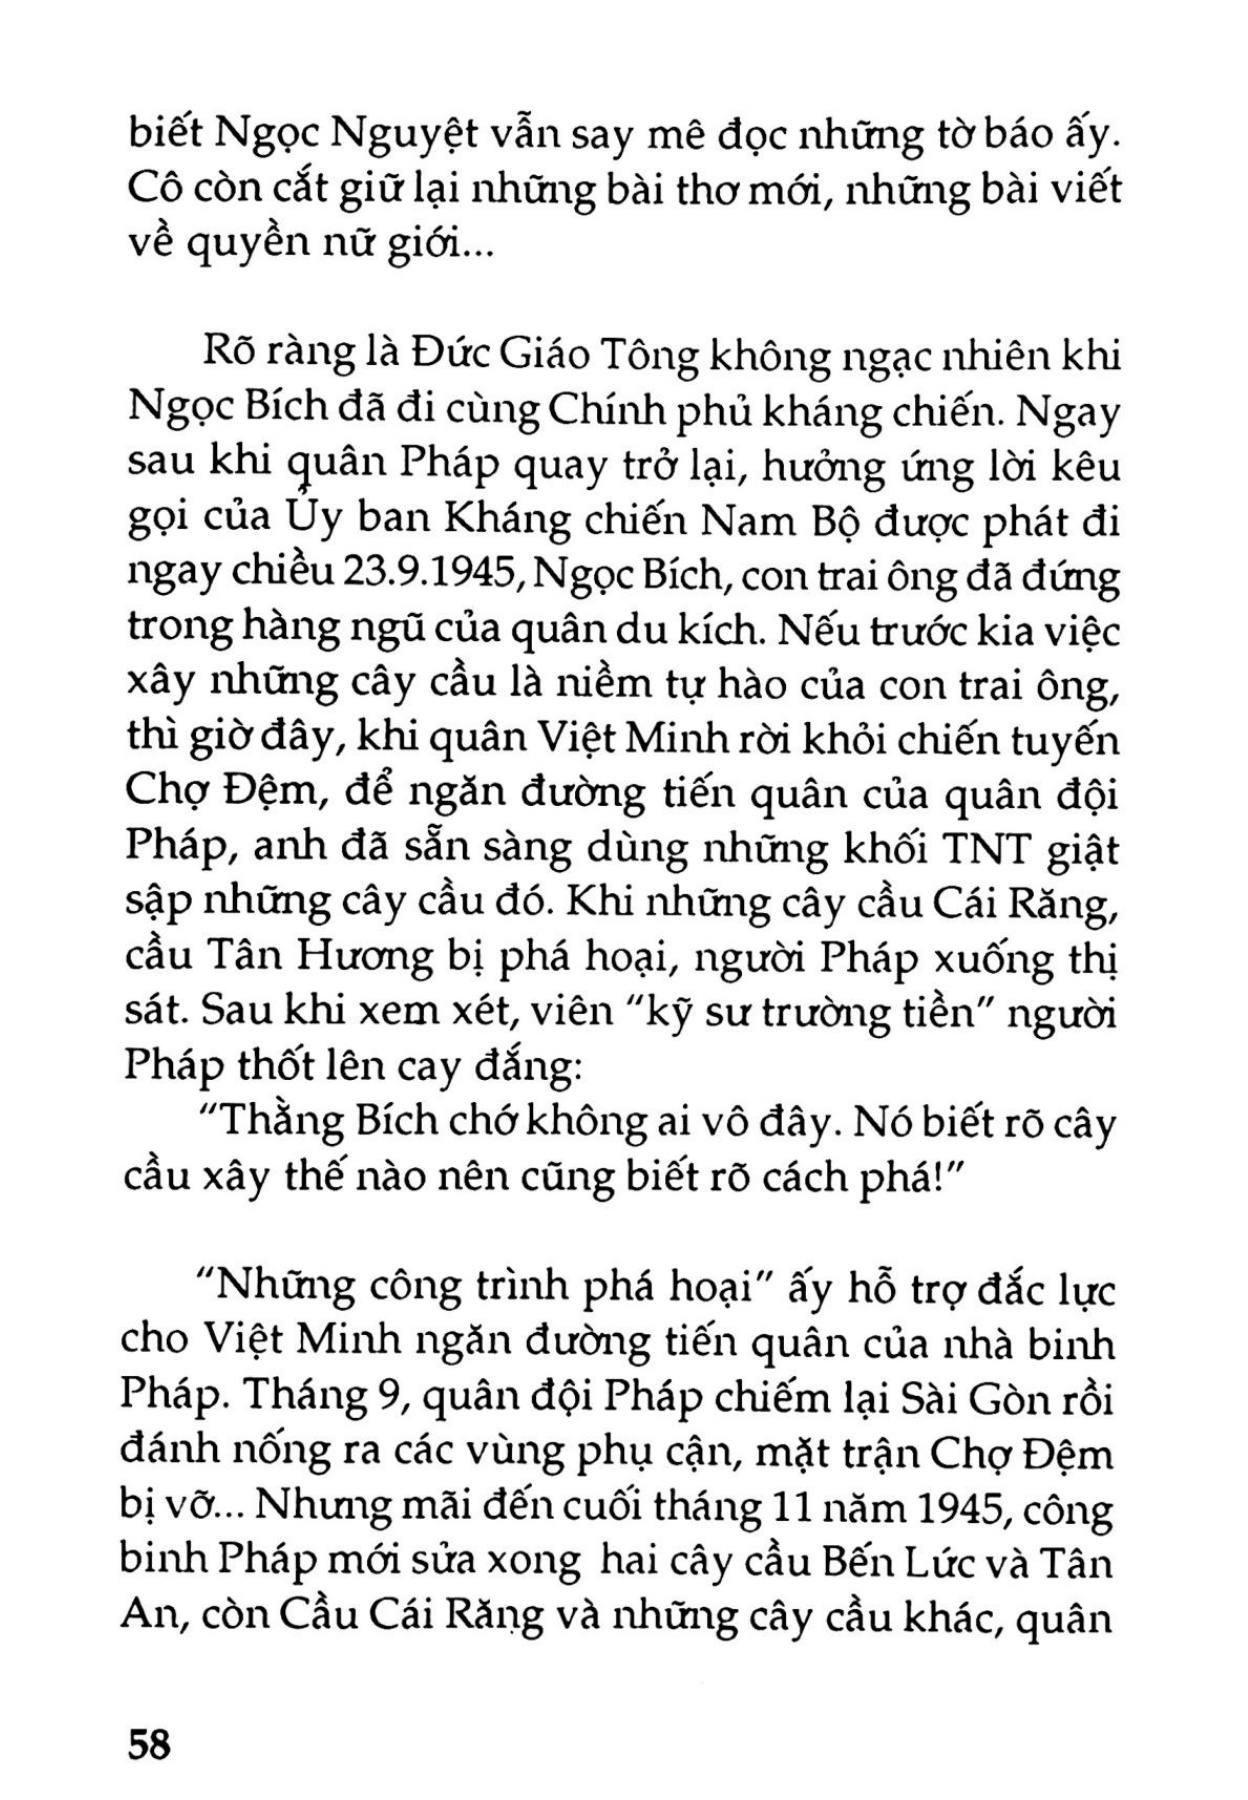 biết Ngọc Nguyệt vẫn say mê đọc những tờ báo ấy.
Cô còn cắt giữ lại những bài thơ mới, những bài viết
về quyền nữ giới...
Rõ ràng là Đức Giáo Tông không ngạc nhiên khi
Ngọc Bích đã đi cùng Chính phủ kháng chiến. Ngay
sau khi quân Pháp quay trở lại, hưởng ứng lời kêu
gọi của Ủy ban Kháng chiến Nam Bộ được phát đi
ngay chiều 23.9.1945, Ngọc Bích, con trai ông đã đứng
trong hàng ngũ của quân du kích. Nếu trước kia việc
xây những cây cầu là niềm tự hào của con trai ông,
thì giờ đây, khi quân Việt Minh rời khỏi chiến tuyến
Chợ Đệm, để ngăn đường tiến quân của quân đội
Pháp, anh đã sẵn sàng dùng những khối TNT giật
sập những cây cầu đó. Khi những cây cầu Cái Răng,
cầu Tân Hương bị phá hoại, người Pháp xuống thị
sát. Sau khi xem xét, viên "kỹ sư trường tiền" người
Pháp thốt lên cay đắng:
"Thằng Bích chớ không ai vô đây. Nó biết rõ cây
cầu xây thế nào nên cũng biết rõ cách phá!"
"Những công trình phá hoại" ấy hỗ trợ đắc lực
cho Việt Minh ngăn đường tiến quân của nhà binh
Pháp. Tháng 9, quân đội Pháp chiếm lại Sài Gòn rồi
đánh nống ra các vùng phụ cận, mặt trận Chợ Đệm
bị vỡ... Nhưng mãi đến cuối tháng 11 năm 1945, công
binh Pháp mới sửa xong hai cây cầu Bến Lức và Tân
An, còn Cầu Cái Răng và những cây cầu khác, quân
58